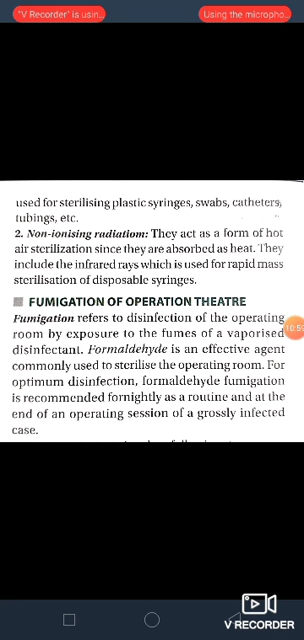 "V Recorder" is usin...
Using the micropho...
used for sterilising plastic syringes, swabs, catheters,
tubings, etc.
2. Non-ionising radiatiom: They act as a form of hot
air sterilization since they are absorbed as heat. They
include the infrared rays which is used for rapid mass
sterilisation of disposable syringes.
FUMIGATION OF OPERATION THEATRE
Fumigation refers to disinfection of the operating
room by exposure to the fumes of a vaporised
disinfectant. Formaldehyde is an effective agent
commonly used to sterilise the operating room. For
optimum disinfection, formaldehyde fumigation
is recommended fornightly as a routine and at the
end of an operating session of a grossly infected
case.
V RECORDER